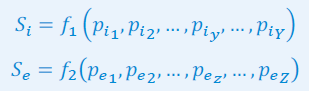 S_i = f_1 (p_{i_1}, p_{i_2}, …, p_{i_y}, …, p_{i_Y})
S_e = f_2 (p_{e_1}, p_{e_2}, …, p_{e_z}, …, p_{e_Z})